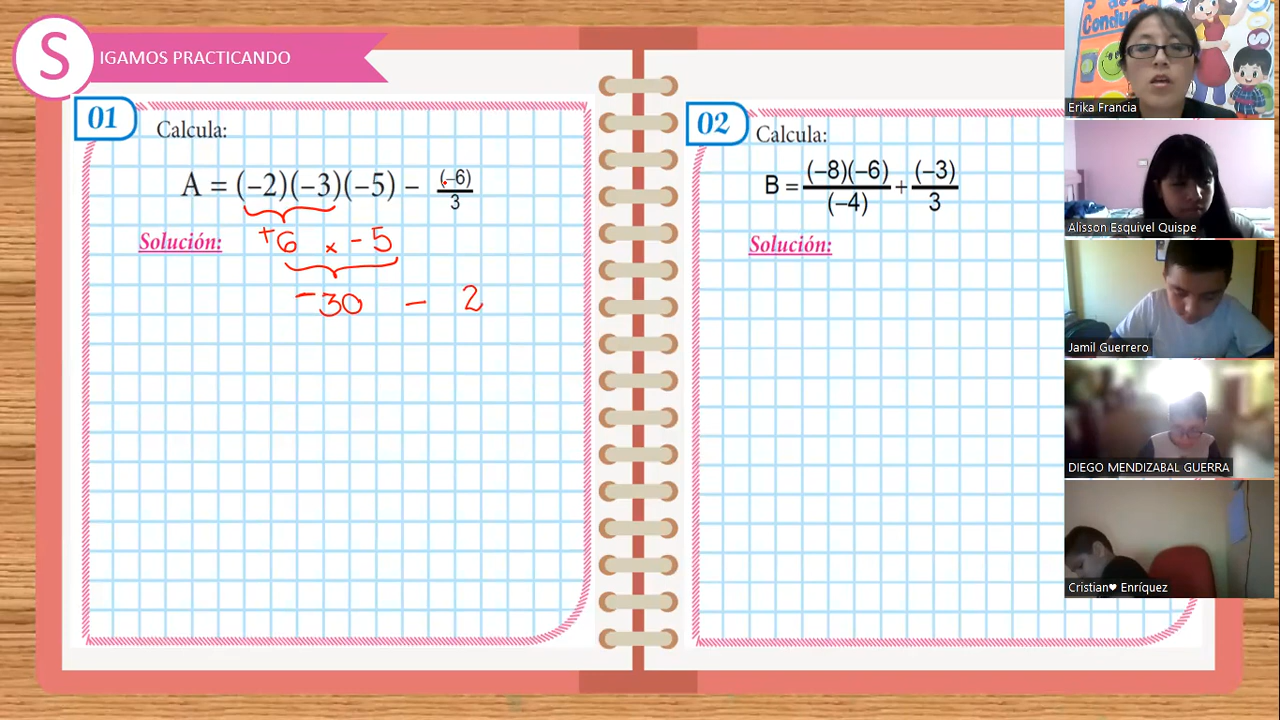 S IGAMOS PRACTICANDO
01
Calcula:
A = (−2)(−3)(−5) − (−6)/3
Solución:
+6 x -5
-30 - 2
02
Calcula:
B = (−8)(−6)/(−4) + (−3)/3
Solución:
Conducta
Erika Francia
Alisson Esquivel Quispe
Jamil Guerrero
DIEGO MENDIZABAL GUERRA
Cristian♥ Enríquez